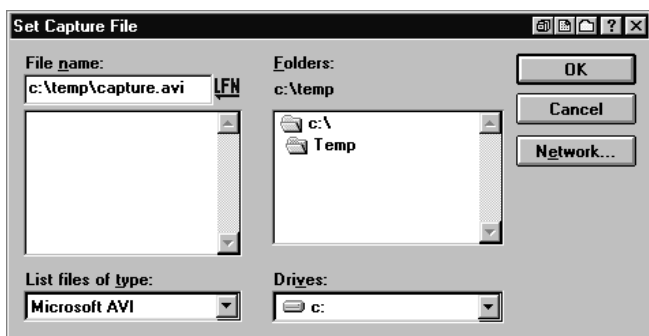 Set Capture File
File name:
c:\temp\capture.avi
LFN
List files of type:
Microsoft AVI
Folders:
c:\temp
c:\
Temp
Drives:
c:
OK
Cancel
Network...